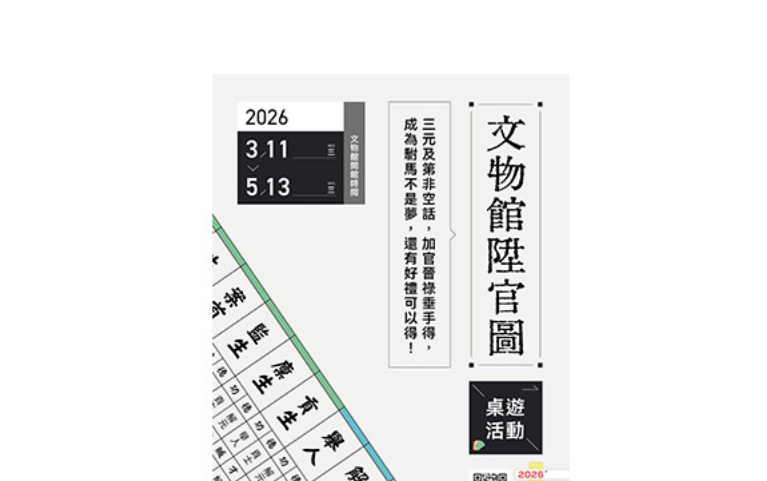 文物館陞官圖
三元及第非空話，加官晉祿垂手得，
成為駙馬不是夢，還有好禮可以得！
2026
3/11
5/13
文物館開館時間
桌遊
活動
案首
監生
廩生
貢生
舉人
解
2026